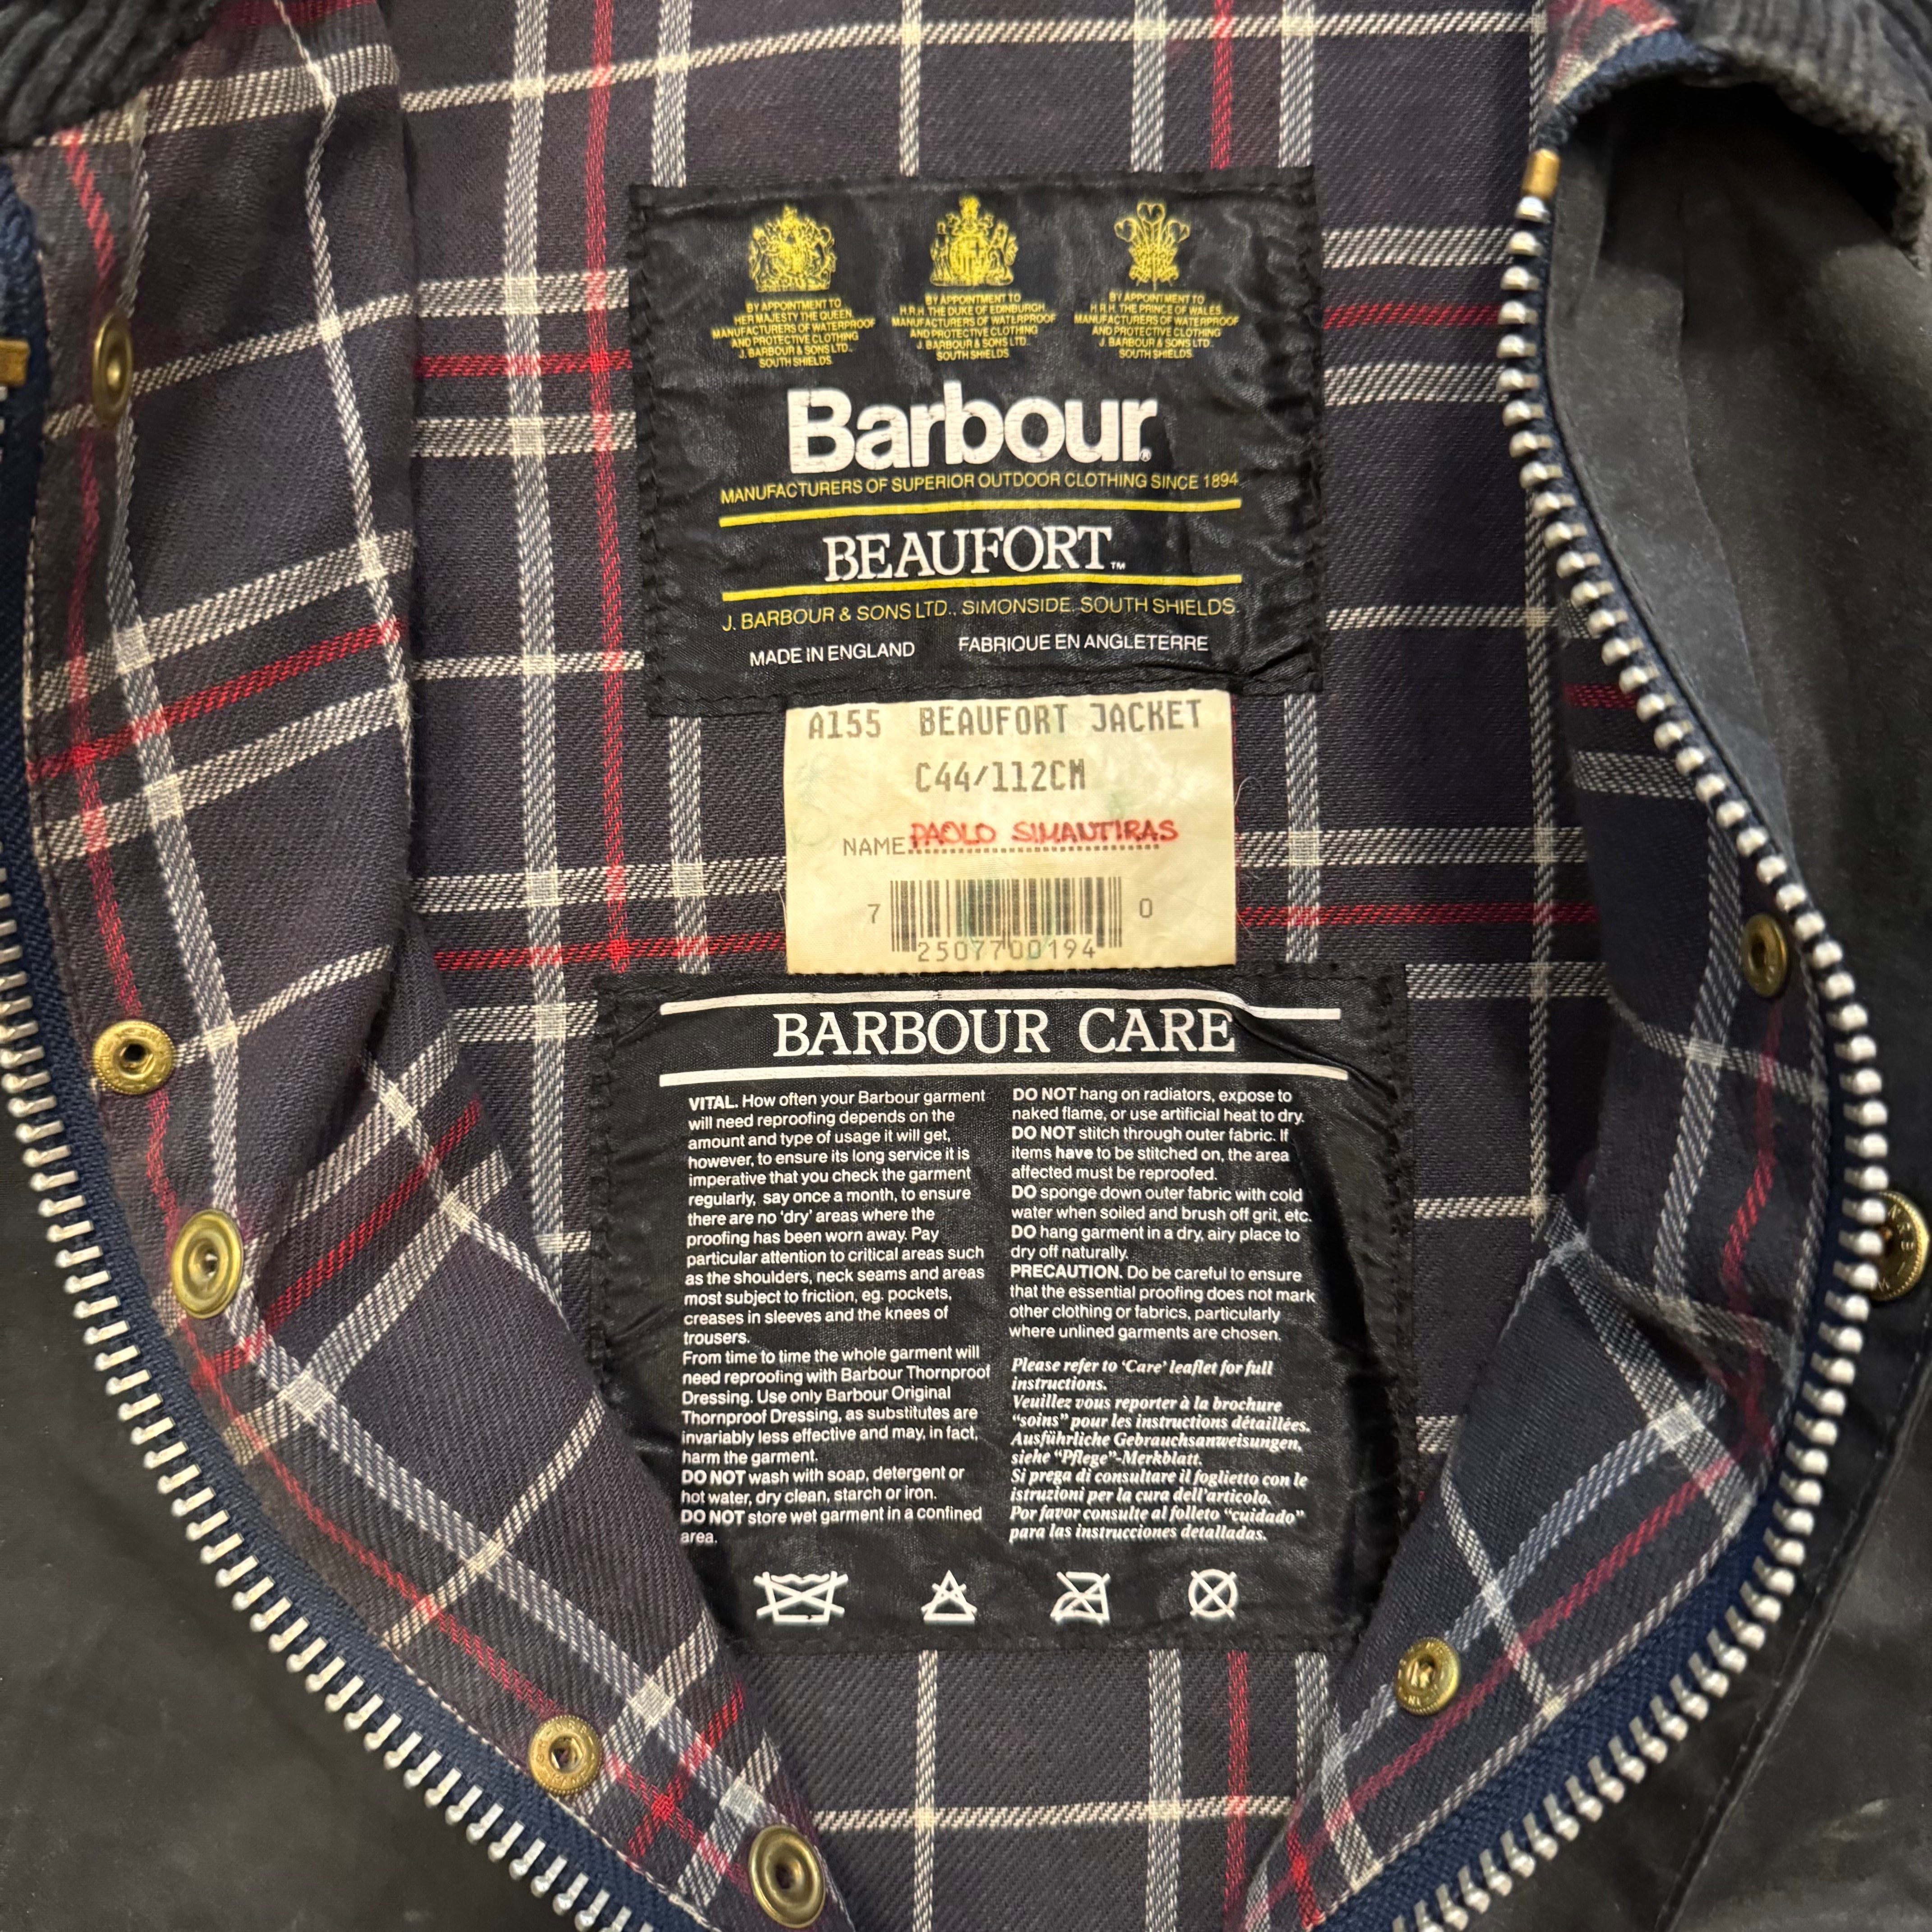 BY APPOINTMENT TO
HER MAJESTY THE QUEEN
MANUFACTURERS OF WATERPROOF
AND PROTECTIVE CLOTHING
J. BARBOUR & SONS LTD.,
SOUTH SHIELDS
BY APPOINTMENT TO
H.R.H. THE DUKE OF EDINBURGH
MANUFACTURERS OF WATERPROOF
AND PROTECTIVE CLOTHING
J. BARBOUR & SONS LTD.,
SOUTH SHIELDS
BY APPOINTMENT TO
H.R.H. THE PRINCE OF WALES
MANUFACTURERS OF WATERPROOF
AND PROTECTIVE CLOTHING
J. BARBOUR & SONS LTD.,
SOUTH SHIELDS
Barbour®
MANUFACTURERS OF SUPERIOR OUTDOOR CLOTHING SINCE 1894
BEAUFORT™
J. BARBOUR & SONS LTD., SIMONSIDE, SOUTH SHIELDS.
MADE IN ENGLAND FABRIQUE EN ANGLETERRE
A155 BEAUFORT JACKET
C44/112CM
NAME PAOLO SIMAUTIRAS
7 250770 0194 0
BARBOUR CARE
VITAL. How often your Barbour garment
will need reproofing depends on the
amount and type of usage it will get,
however, to ensure its long service it is
imperative that you check the garment
regularly, say once a month, to ensure
there are no 'dry' areas where the
proofing has been worn away. Pay
particular attention to critical areas such
as the shoulders, neck seams and areas
most subject to friction, eg. pockets,
creases in sleeves and the knees of
trousers.
From time to time the whole garment will
need reproofing with Barbour Thornproof
Dressing. Use only Barbour Original
Thornproof Dressing, as substitutes are
invariably less effective and may, in fact,
harm the garment.
DO NOT wash with soap, detergent or
hot water, dry clean, starch or iron.
DO NOT store wet garment in a confined
area.
DO NOT hang on radiators, expose to
naked flame, or use artificial heat to dry.
DO NOT stitch through outer fabric. If
items have to be stitched on, the area
affected must be reproofed.
DO sponge down outer fabric with cold
water when soiled and brush off grit, etc.
DO hang garment in a dry, airy place to
dry off naturally.
PRECAUTION. Do be careful to ensure
that the essential proofing does not mark
other clothing or fabrics, particularly
where unlined garments are chosen.
Please refer to 'Care' leaflet for full
instructions.
Veuillez vous reporter à la brochure
"soins" pour les instructions détaillées.
Ausführliche Gebrauchsanweisungen,
siehe "Pflege"-Merkblatt.
Si prega di consultare il foglietto con le
istruzioni per la cura dell'articolo.
Por favor consulte al folleto "cuidado"
para las instrucciones detalladas.